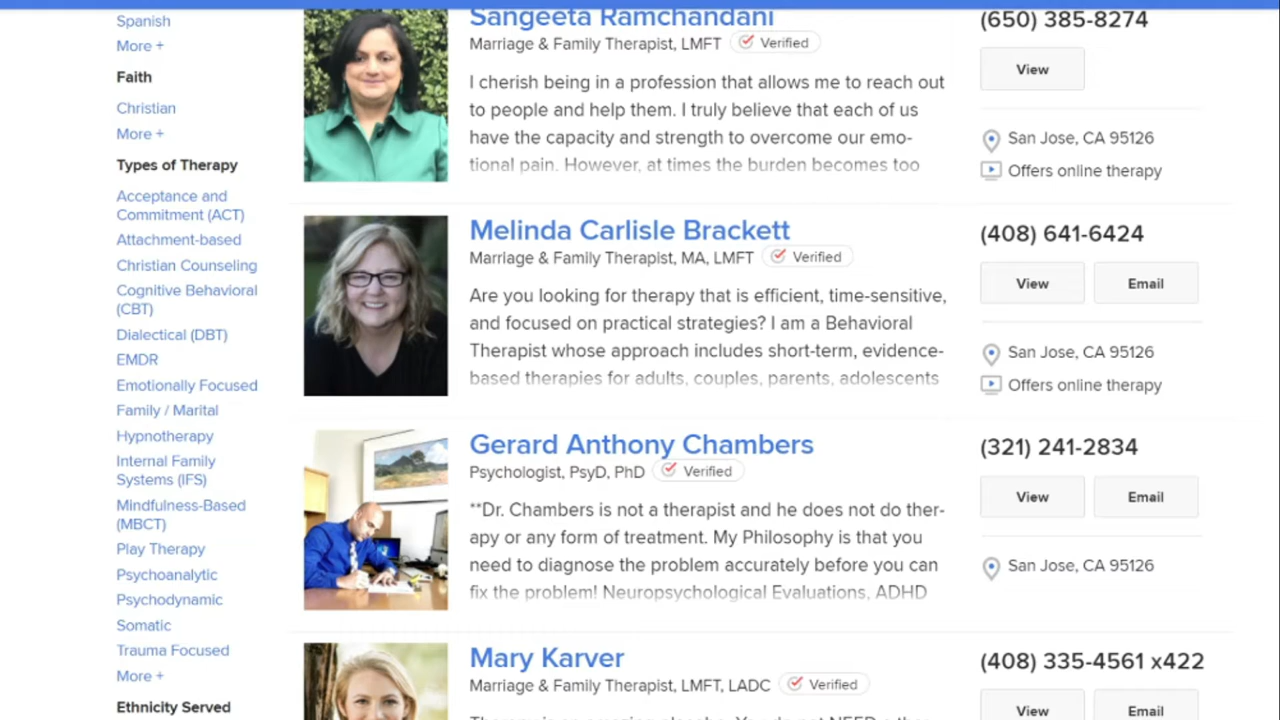 Spanish
More +
Faith
Christian
More +
Types of Therapy
Acceptance and
Commitment (ACT)
Attachment-based
Christian Counseling
Cognitive Behavioral
(CBT)
Dialectical (DBT)
EMDR
Emotionally Focused
Family / Marital
Hypnotherapy
Internal Family
Systems (IFS)
Mindfulness-Based
(MBCT)
Play Therapy
Psychoanalytic
Psychodynamic
Somatic
Trauma Focused
More +
Ethnicity Served
Sangeeta Ramchandani
Marriage & Family Therapist, LMFT Verified
I cherish being in a profession that allows me to reach out
to people and help them. I truly believe that each of us
have the capacity and strength to overcome our emo-
tional pain. However, at times the burden becomes too
(650) 385-8274
View
San Jose, CA 95126
Offers online therapy
Melinda Carlisle Brackett
Marriage & Family Therapist, MA, LMFT Verified
Are you looking for therapy that is efficient, time-sensitive,
and focused on practical strategies? I am a Behavioral
Therapist whose approach includes short-term, evidence-
based therapies for adults, couples, parents, adolescents
(408) 641-6424
View Email
San Jose, CA 95126
Offers online therapy
Gerard Anthony Chambers
Psychologist, PsyD, PhD Verified
**Dr. Chambers is not a therapist and he does not do ther-
apy or any form of treatment. My Philosophy is that you
need to diagnose the problem accurately before you can
fix the problem! Neuropsychological Evaluations, ADHD
(321) 241-2834
View Email
San Jose, CA 95126
Mary Karver
Marriage & Family Therapist, LMFT, LADC Verified
(408) 335-4561 x422
View Email